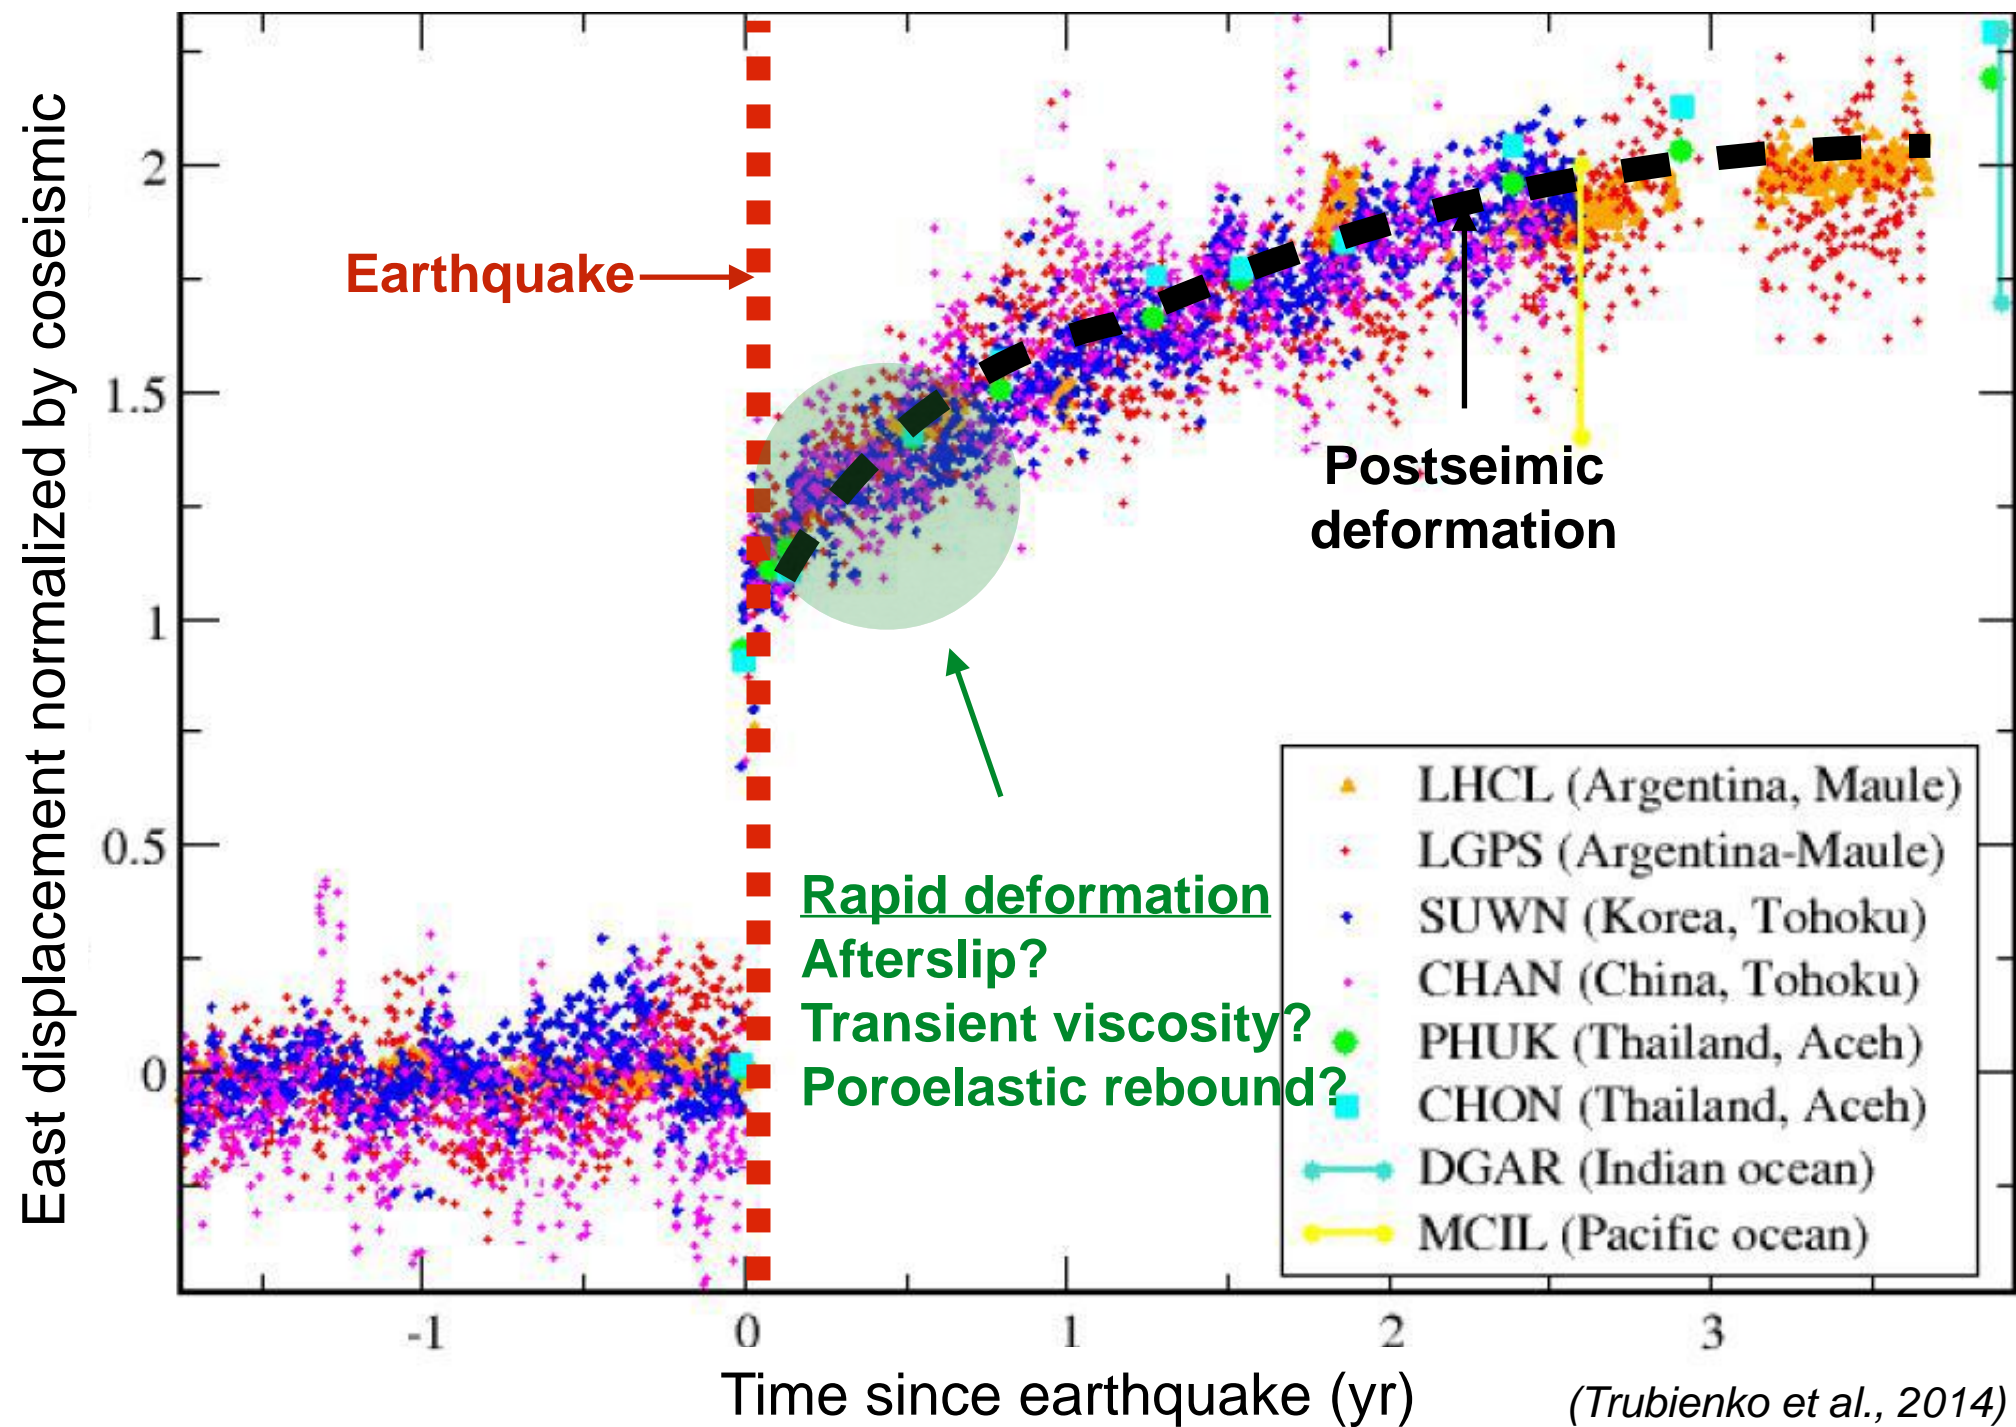 East displacement normalized by coseismic
2
1.5
1
0.5
0
Earthquake
Postseimic
deformation
Rapid deformation
Afterslip?
Transient viscosity?
Poroelastic rebound?
LHCL (Argentina, Maule)
LGPS (Argentina-Maule)
SUWN (Korea, Tohoku)
CHAN (China, Tohoku)
PHUK (Thailand, Aceh)
CHON (Thailand, Aceh)
DGAR (Indian ocean)
MCIL (Pacific ocean)
-1 0 1 2 3
Time since earthquake (yr)
(Trubienko et al., 2014)